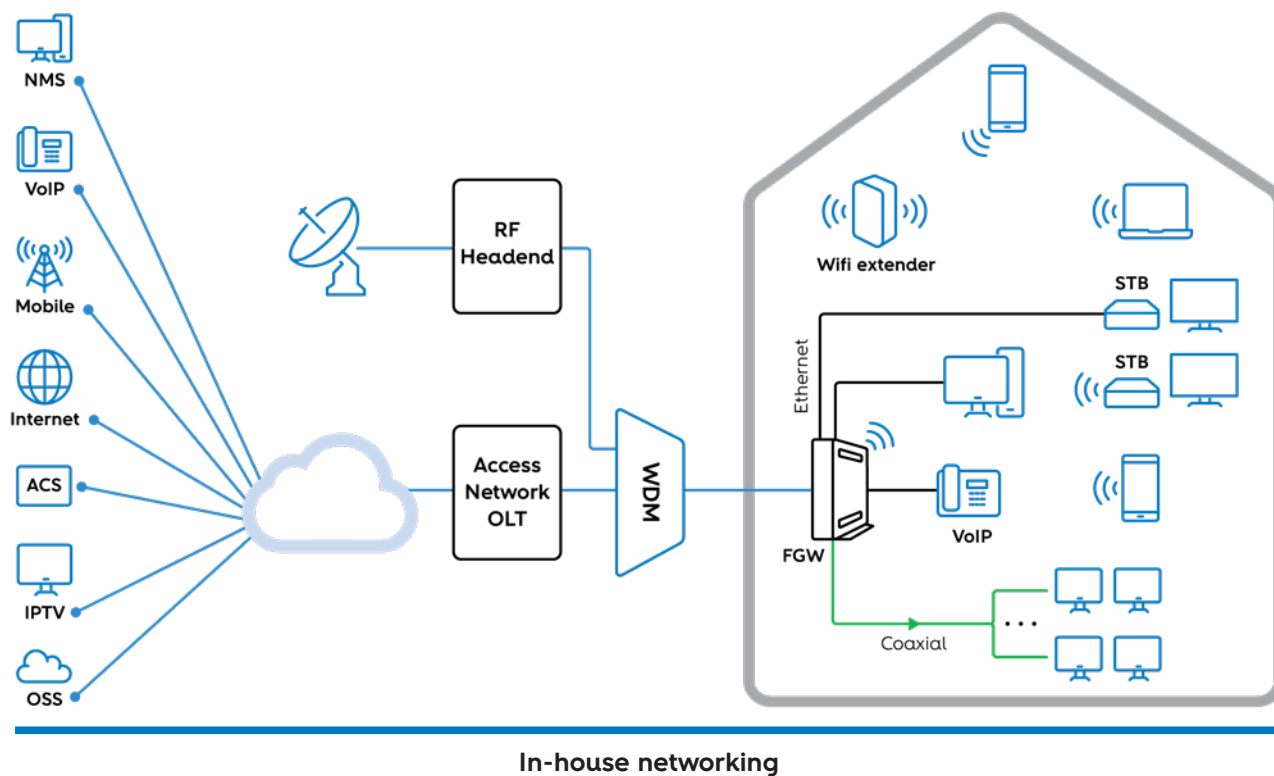 NMS
VoIP
Mobile
Internet
ACS
IPTV
OSS
RF
Headend
Access
Network
OLT
WDM
Wifi extender
STB
STB
Ethernet
VoIP
FGW
Coaxial
In-house networking